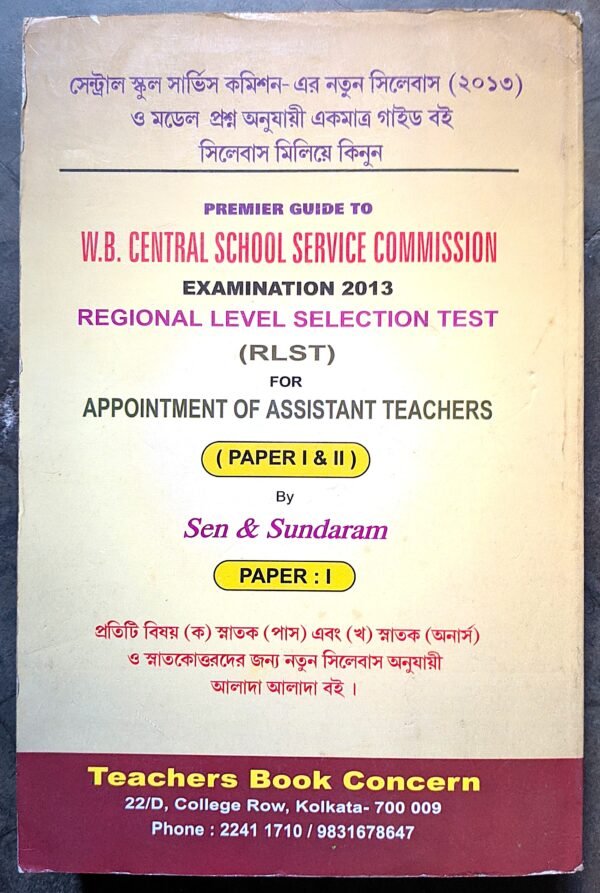 সেন্ট্রাল স্কুল সার্ভিস কমিশন- এর নতুন সিলেবাস (২০১৩)
ও মডেল প্রশ্ন অনুযায়ী একমাত্র গাইড বই
সিলেবাস মিলিয়ে কিনুন
PREMIER GUIDE TO
W.B. CENTRAL SCHOOL SERVICE COMMISSION
EXAMINATION 2013
REGIONAL LEVEL SELECTION TEST
(RLST)
FOR
APPOINTMENT OF ASSISTANT TEACHERS
( PAPER I & II )
By
Sen & Sundaram
PAPER : I
প্রতিটি বিষয় (ক) স্নাতক (পাস) এবং (খ) স্নাতক (অনার্স)
ও স্নাতকোত্তরদের জন্য নতুন সিলেবাস অনুযায়ী
আলাদা আলাদা বই ।
Teachers Book Concern
22/D, College Row, Kolkata- 700 009
Phone : 2241 1710 / 9831678647